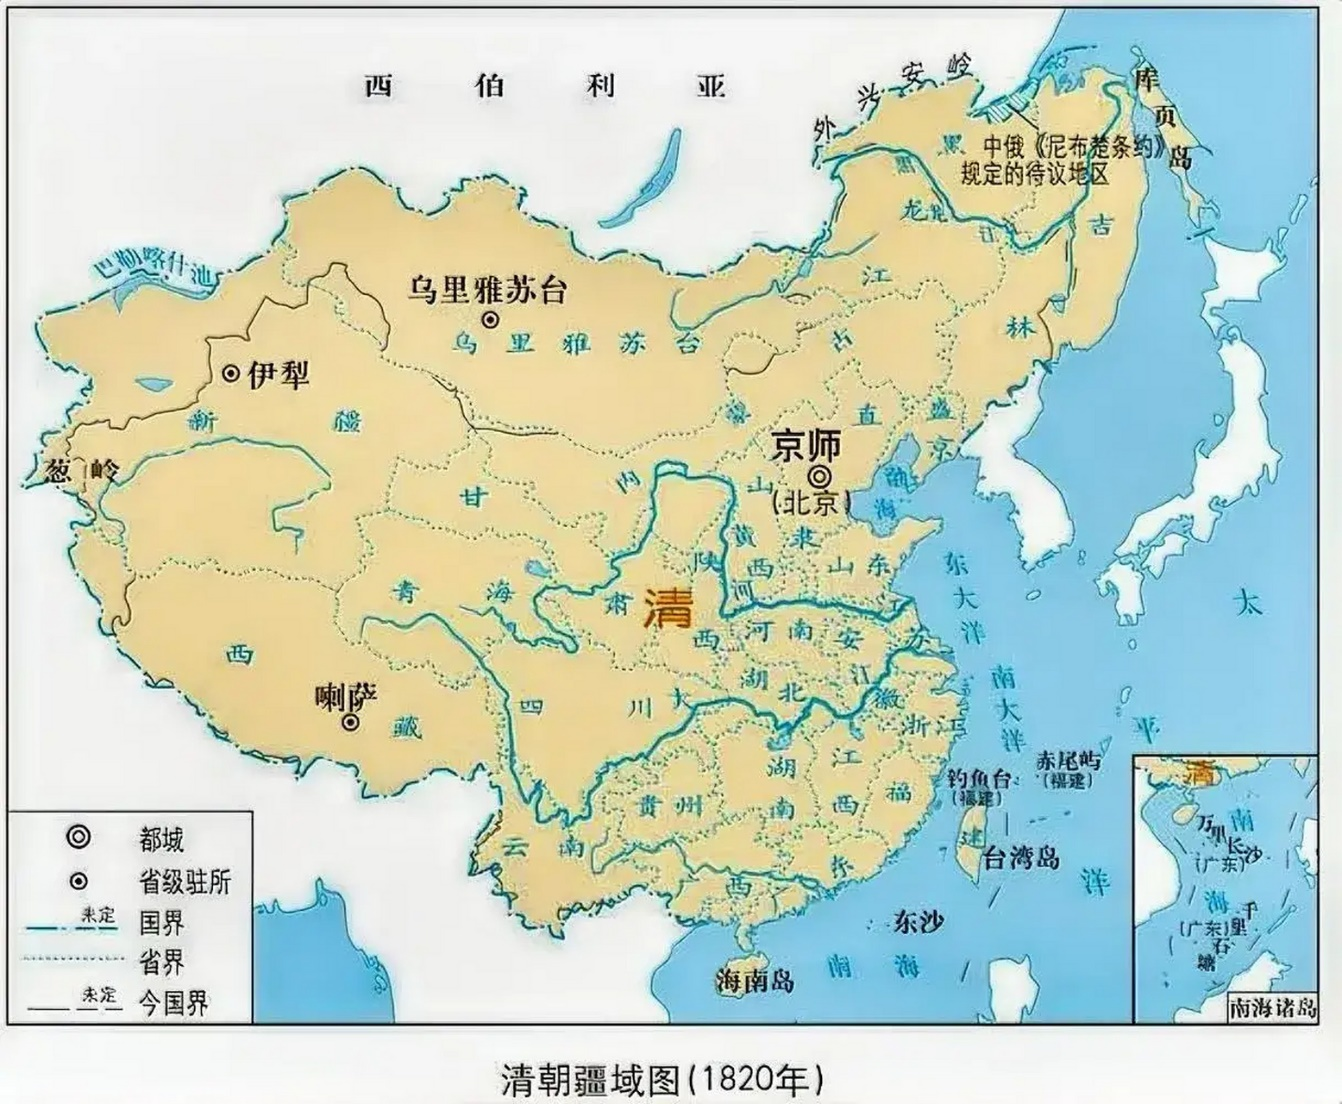 西伯利亚
外兴安岭
库页岛
中俄《尼布楚条约》
规定的待议地区
黑龙江
黑龙江
吉林
巴勒喀什池
乌里雅苏台
乌里雅苏台
伊犁
新疆
葱岭
内蒙古
直隶
盛京
京师
(北京)
渤海
甘肃
山西
陕西
黄河
山东
青海
清
河南
安徽
江苏
东大洋
南大洋
太平洋
西藏
喇萨
四川
大江
湖北
浙江
湖南
江西
福建
贵州
云南
广西
东
钓鱼台
(福建)
赤尾屿
(福建)
台湾岛
东沙
海南岛
南海
清
南海
万里长沙
(广东)
千里石塘
(广东)
南海诸岛
都城
省级驻所
未定
国界
省界
未定
今国界
清朝疆域图(1820年)